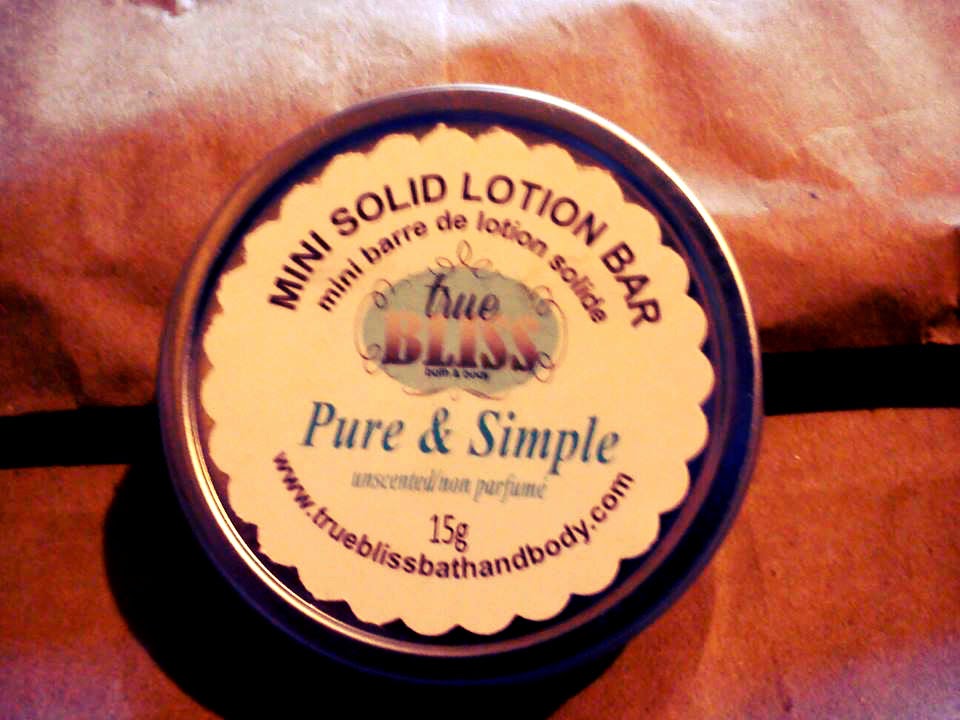 MINI SOLID LOTION BAR
mini barre de lotion solide
true
BLISS
bath & body
Pure & Simple
unscented/non parfumé
15g
www.trueblissbathandbody.com